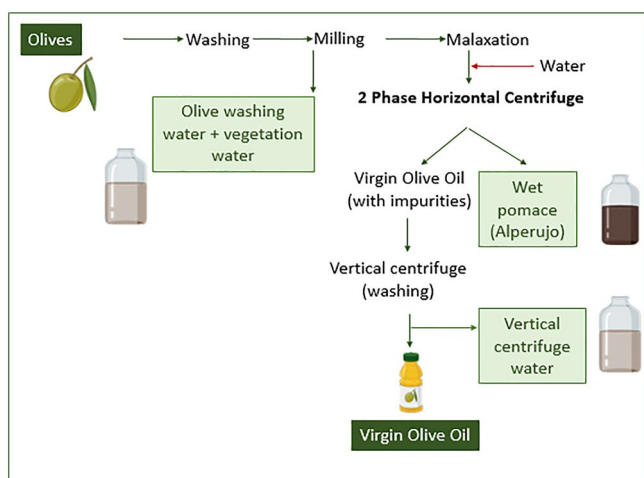 Olives
Washing
Milling
Malaxation
Water
2 Phase Horizontal Centrifuge
Olive washing
water + vegetation
water
Virgin Olive Oil
(with impurities)
Wet
pomace
(Alperujo)
Vertical centrifuge
(washing)
Vertical
centrifuge
water
Virgin Olive Oil